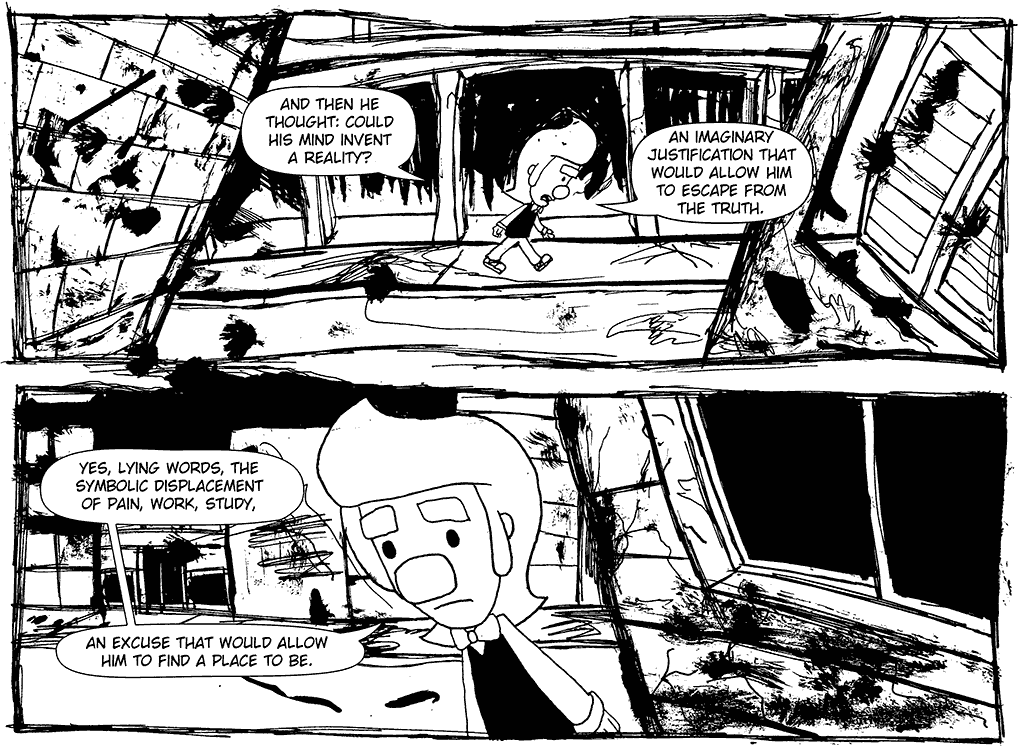 AND THEN HE
THOUGHT: COULD
HIS MIND INVENT
A REALITY?
AN IMAGINARY
JUSTIFICATION THAT
WOULD ALLOW HIM
TO ESCAPE FROM
THE TRUTH.
YES, LYING WORDS, THE
SYMBOLIC DISPLACEMENT
OF PAIN, WORK, STUDY,
AN EXCUSE THAT WOULD ALLOW
HIM TO FIND A PLACE TO BE.